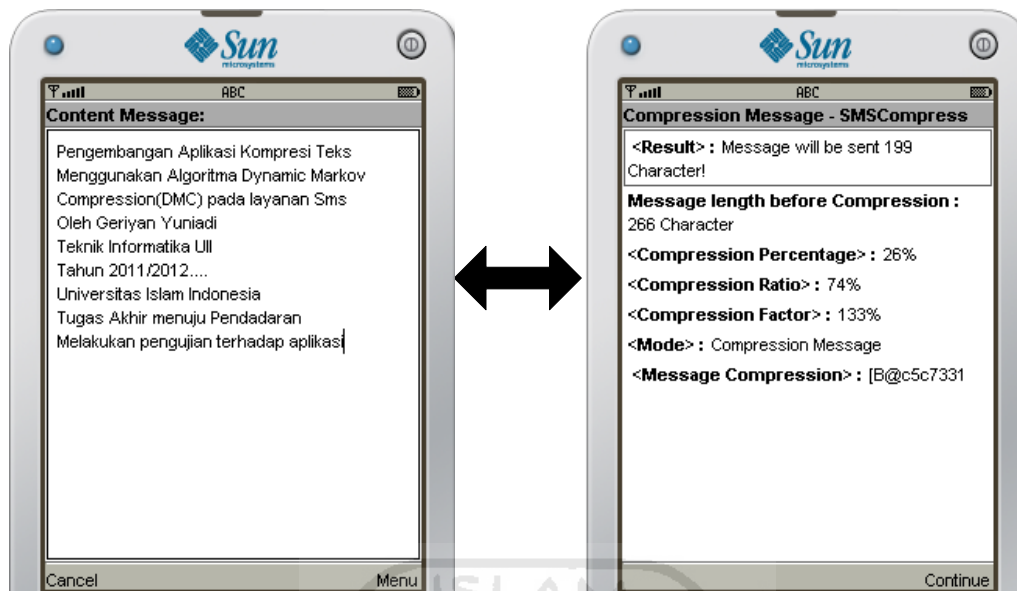 Sun
microsystems
ABC
Content Message:
Pengembangan Aplikasi Kompresi Teks
Menggunakan Algoritma Dynamic Markov
Compression(DMC) pada layanan Sms
Oleh Geriyan Yuniadi
Teknik Informatika UII
Tahun 2011/2012....
Universitas Islam Indonesia
Tugas Akhir menuju Pendadaran
Melakukan pengujian terhadap aplikasi
Cancel Menu
Sun
microsystems
ABC
Compression Message - SMSCompress
<Result> : Message will be sent 199
Character!
Message length before Compression :
266 Character
<Compression Percentage> : 26%
<Compression Ratio> : 74%
<Compression Factor> : 133%
<Mode> : Compression Message
<Message Compression> : [B@c5c7331
Continue
ISLAM